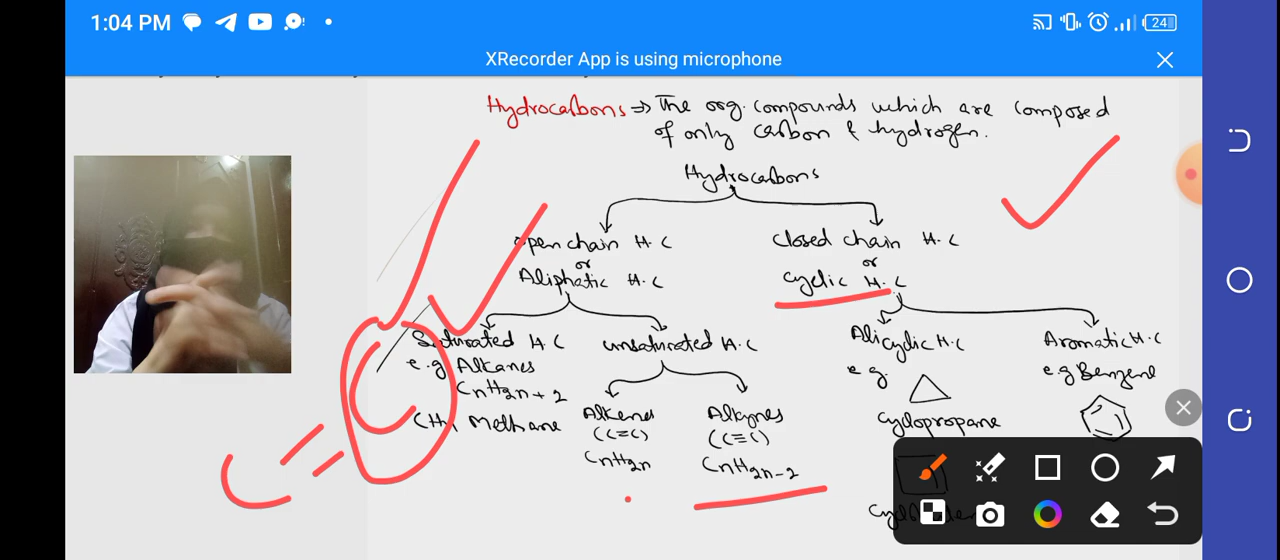 1:04 PM
24
XRecorder App is using microphone
Hydrocarbons → The org. compounds which are composed
of only carbon & hydrogen.
Hydrocarbons
open chain H.C
or
Aliphatic H.C
closed chain H.C
or
cyclic H.C
Saturated H.C
e.g Alkanes
CnH2n+2
CH4 Methane
unsaturated H.C
Alkenes
(C=C)
CnH2n
Alkynes
(C≡C)
CnH2n-2
Alicyclic H.C
e.g.
Cyclopropane
Aromatic H.C
e.g Benzene
C =